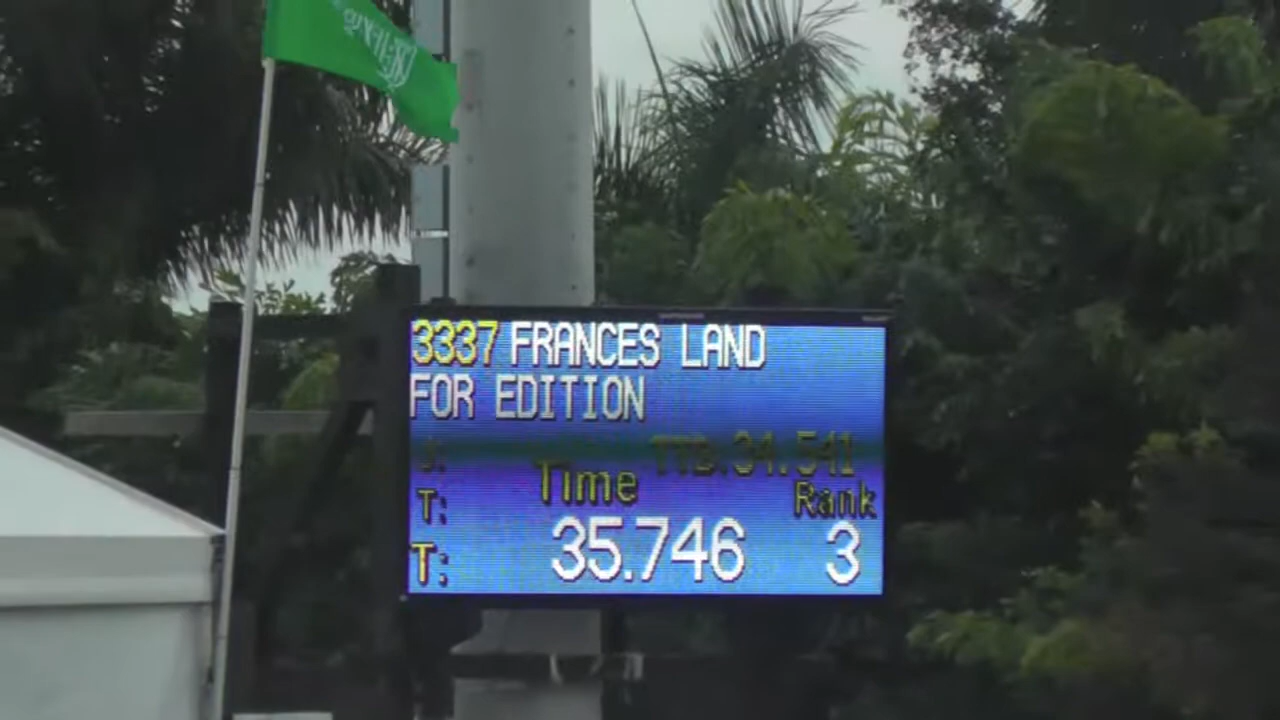 3337 FRANCES LAND
FOR EDITION
J: TTB:34.541
T: Time Rank
T: 35.746 3